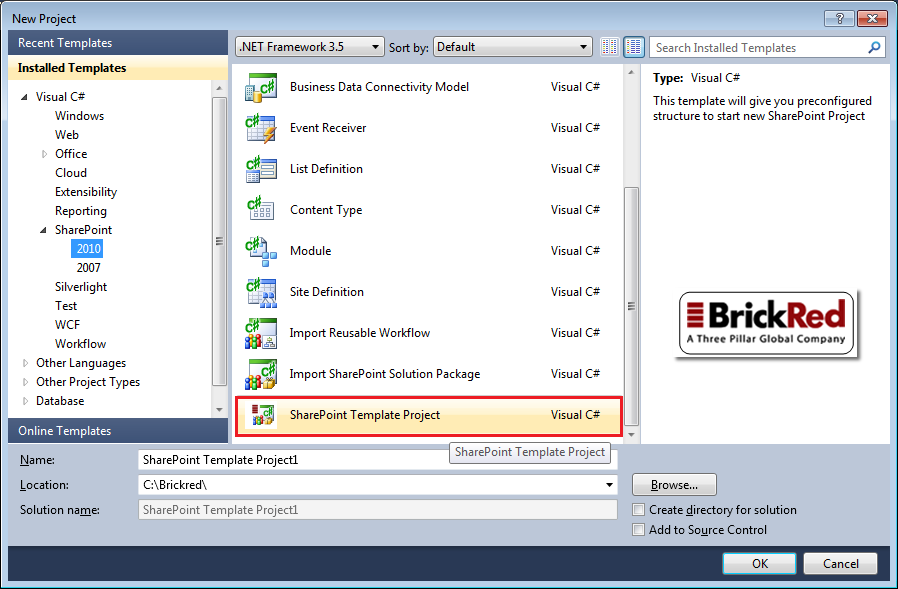 New Project
Recent Templates
Installed Templates
Visual C#
Windows
Web
Office
Cloud
Extensibility
Reporting
SharePoint
2010
2007
Silverlight
Test
WCF
Workflow
Other Languages
Other Project Types
Database
Online Templates
.NET Framework 3.5
Sort by:
Default
Search Installed Templates
Business Data Connectivity Model Visual C#
Event Receiver Visual C#
List Definition Visual C#
Content Type Visual C#
Module Visual C#
Site Definition Visual C#
Import Reusable Workflow Visual C#
Import SharePoint Solution Package Visual C#
SharePoint Template Project Visual C#
SharePoint Template Project
Type: Visual C#
This template will give you preconfigured
structure to start new SharePoint Project
BrickRed
A Three Pillar Global Company
Name: SharePoint Template Project1
Location: C:\Brickred\
Browse...
Solution name: SharePoint Template Project1
Create directory for solution
Add to Source Control
OK
Cancel